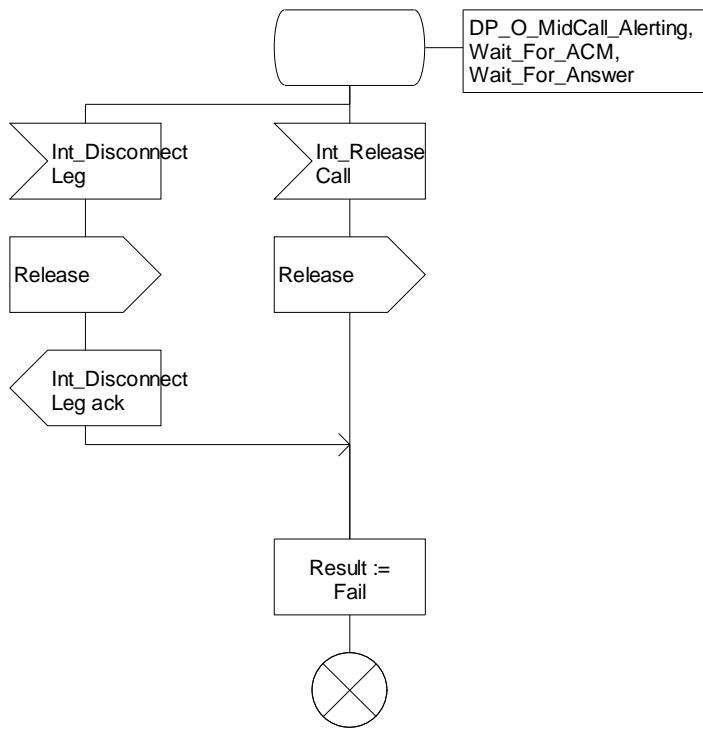 DP_O_MidCall_Alerting,
Wait_For_ACM,
Wait_For_Answer
Int_Disconnect
Leg
Int_Release
Call
Release
Release
Int_Disconnect
Leg ack
Result :=
Fail